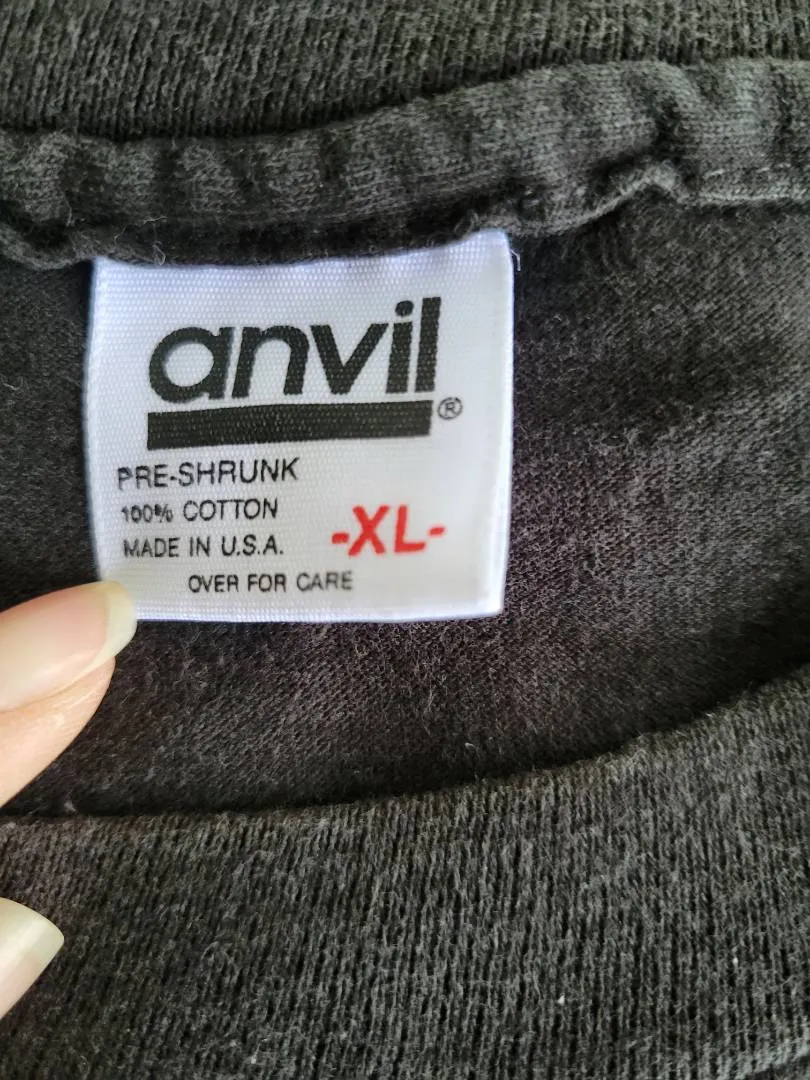 anvil®
PRE-SHRUNK
100% COTTON
MADE IN U.S.A. -XL-
OVER FOR CARE